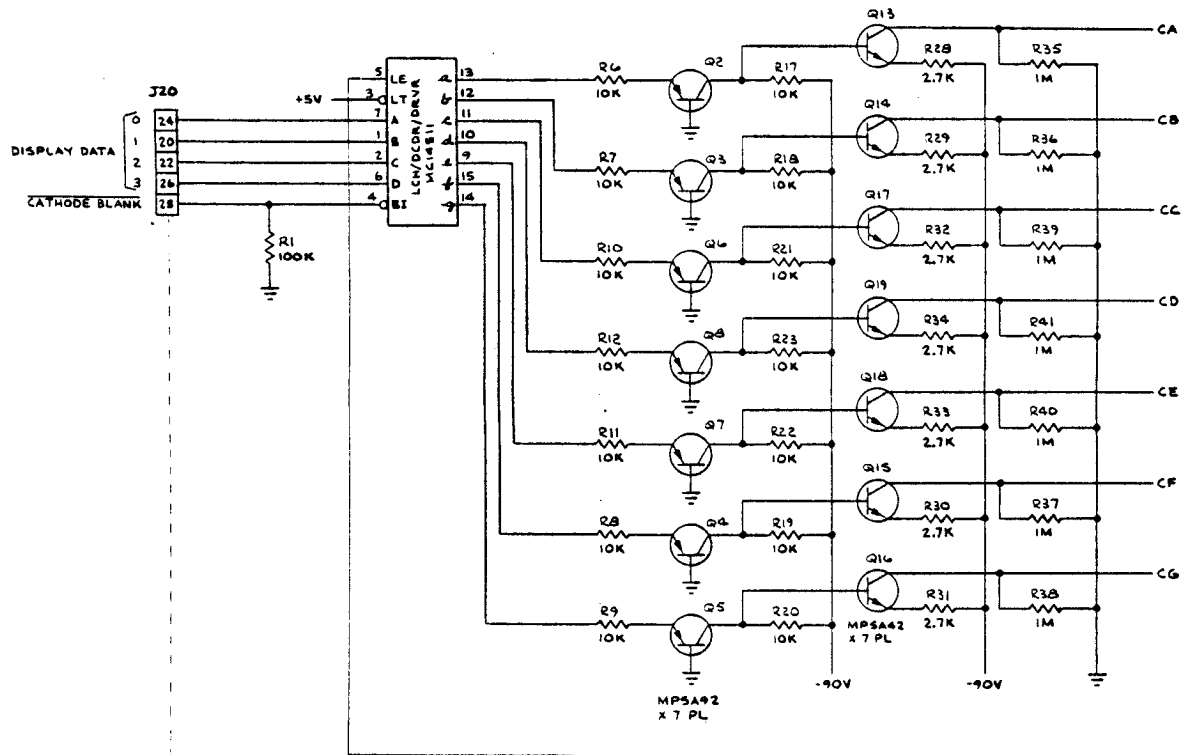 J20
DISPLAY DATA
0 24
1 20
2 22
3 26
CATHODE BLANK 28
R1
100K
+5V
5 LE
3 LT
7 A
1 B
2 C
6 D
4 BI
LCH/DCDR/DRVR
MC14511
a 13
b 12
c 11
d 10
e 9
f 15
g 14
R6
10K
Q2
R17
10K
Q13
R28
2.7K
R35
1M
CA
R7
10K
Q3
R18
10K
Q14
R29
2.7K
R36
1M
CB
R10
10K
Q6
R21
10K
Q17
R32
2.7K
R39
1M
CC
R12
10K
Q8
R23
10K
Q19
R34
2.7K
R41
1M
CD
R11
10K
Q7
R22
10K
Q18
R33
2.7K
R40
1M
CE
R8
10K
Q4
R19
10K
Q15
R30
2.7K
R37
1M
CF
R9
10K
Q5
R20
10K
Q16
R31
2.7K
R38
1M
CG
MPSA92
X 7 PL
MPSA42
X 7 PL
-90V
-90V